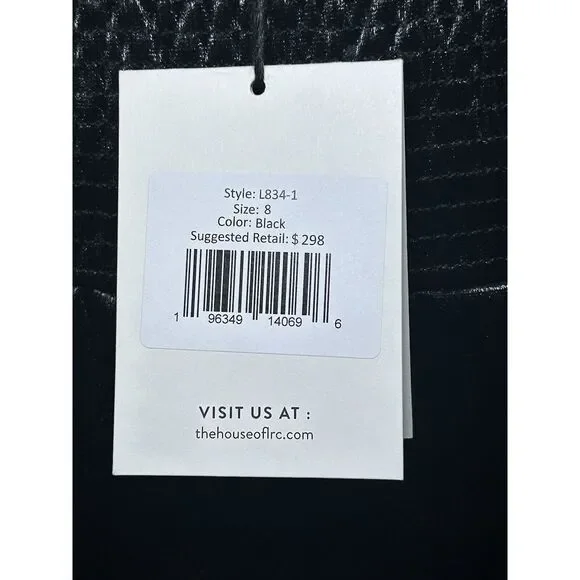 Style: L834-1
Size: 8
Color: Black
Suggested Retail: $ 298
1 96349 14069 6
VISIT US AT :
thehouseoflrc.com